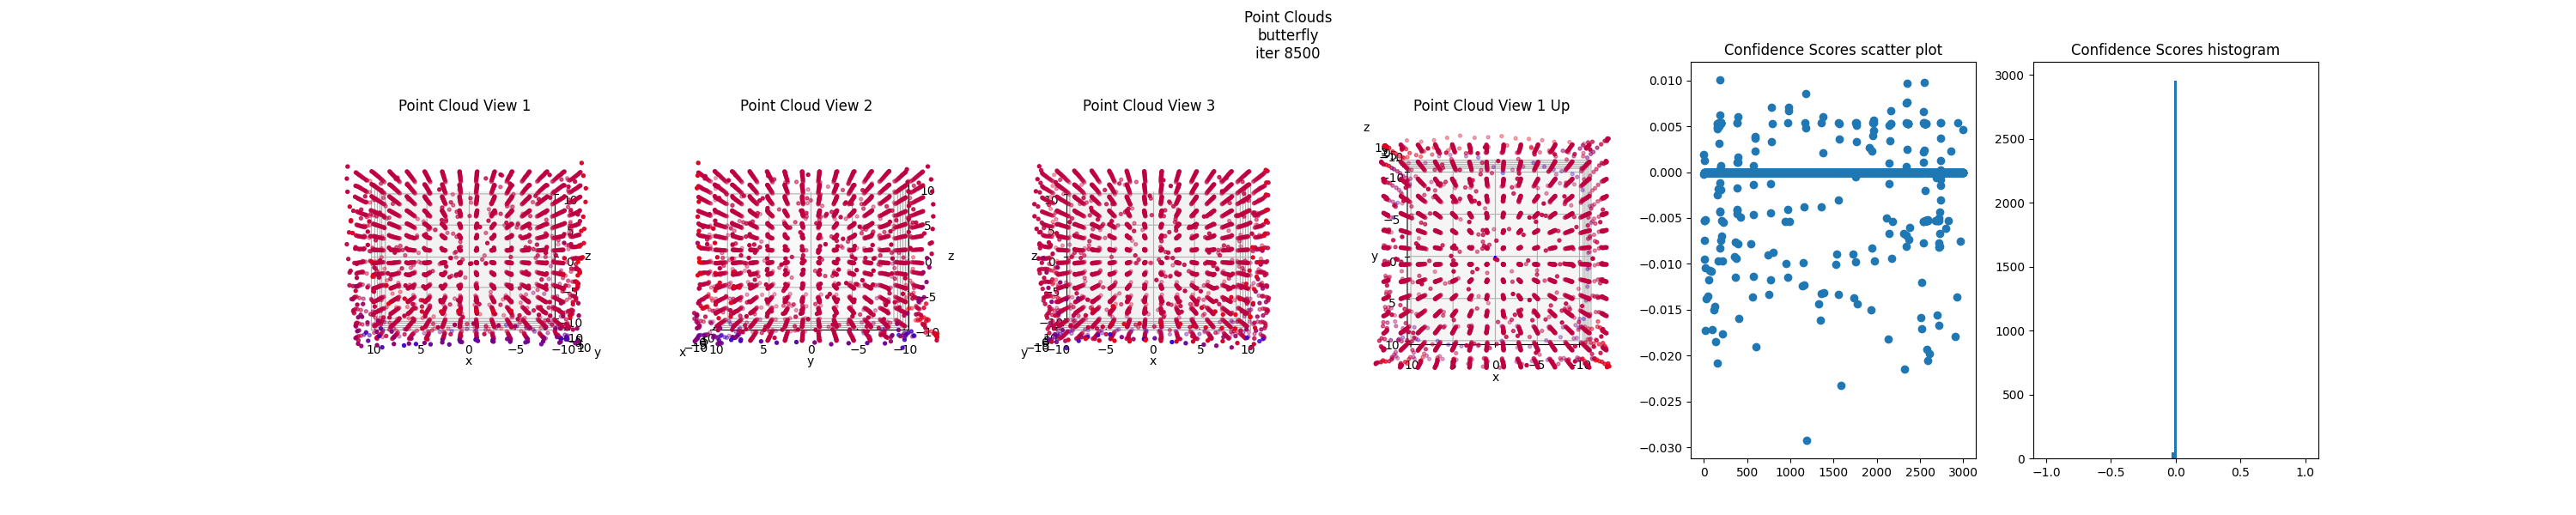 Point Clouds
butterfly
iter 8500
Point Cloud View 1
Point Cloud View 2
Point Cloud View 3
Point Cloud View 1 Up
Confidence Scores scatter plot
Confidence Scores histogram
10 5 0 −5 −10
x
y
z
10
0
−5
−10
x
10 5 0 −5 −10
y
z
10
5
0
−5
−10
y
−10 −5 0 5 10
x
z
z
y
−10
−5
0
5
10
10 0 −5 −10
x
0.010
0.005
0.000
−0.005
−0.010
−0.015
−0.020
−0.025
−0.030
0 500 1000 1500 2000 2500 3000
3000
2500
2000
1500
1000
500
0
−1.0 −0.5 0.0 0.5 1.0